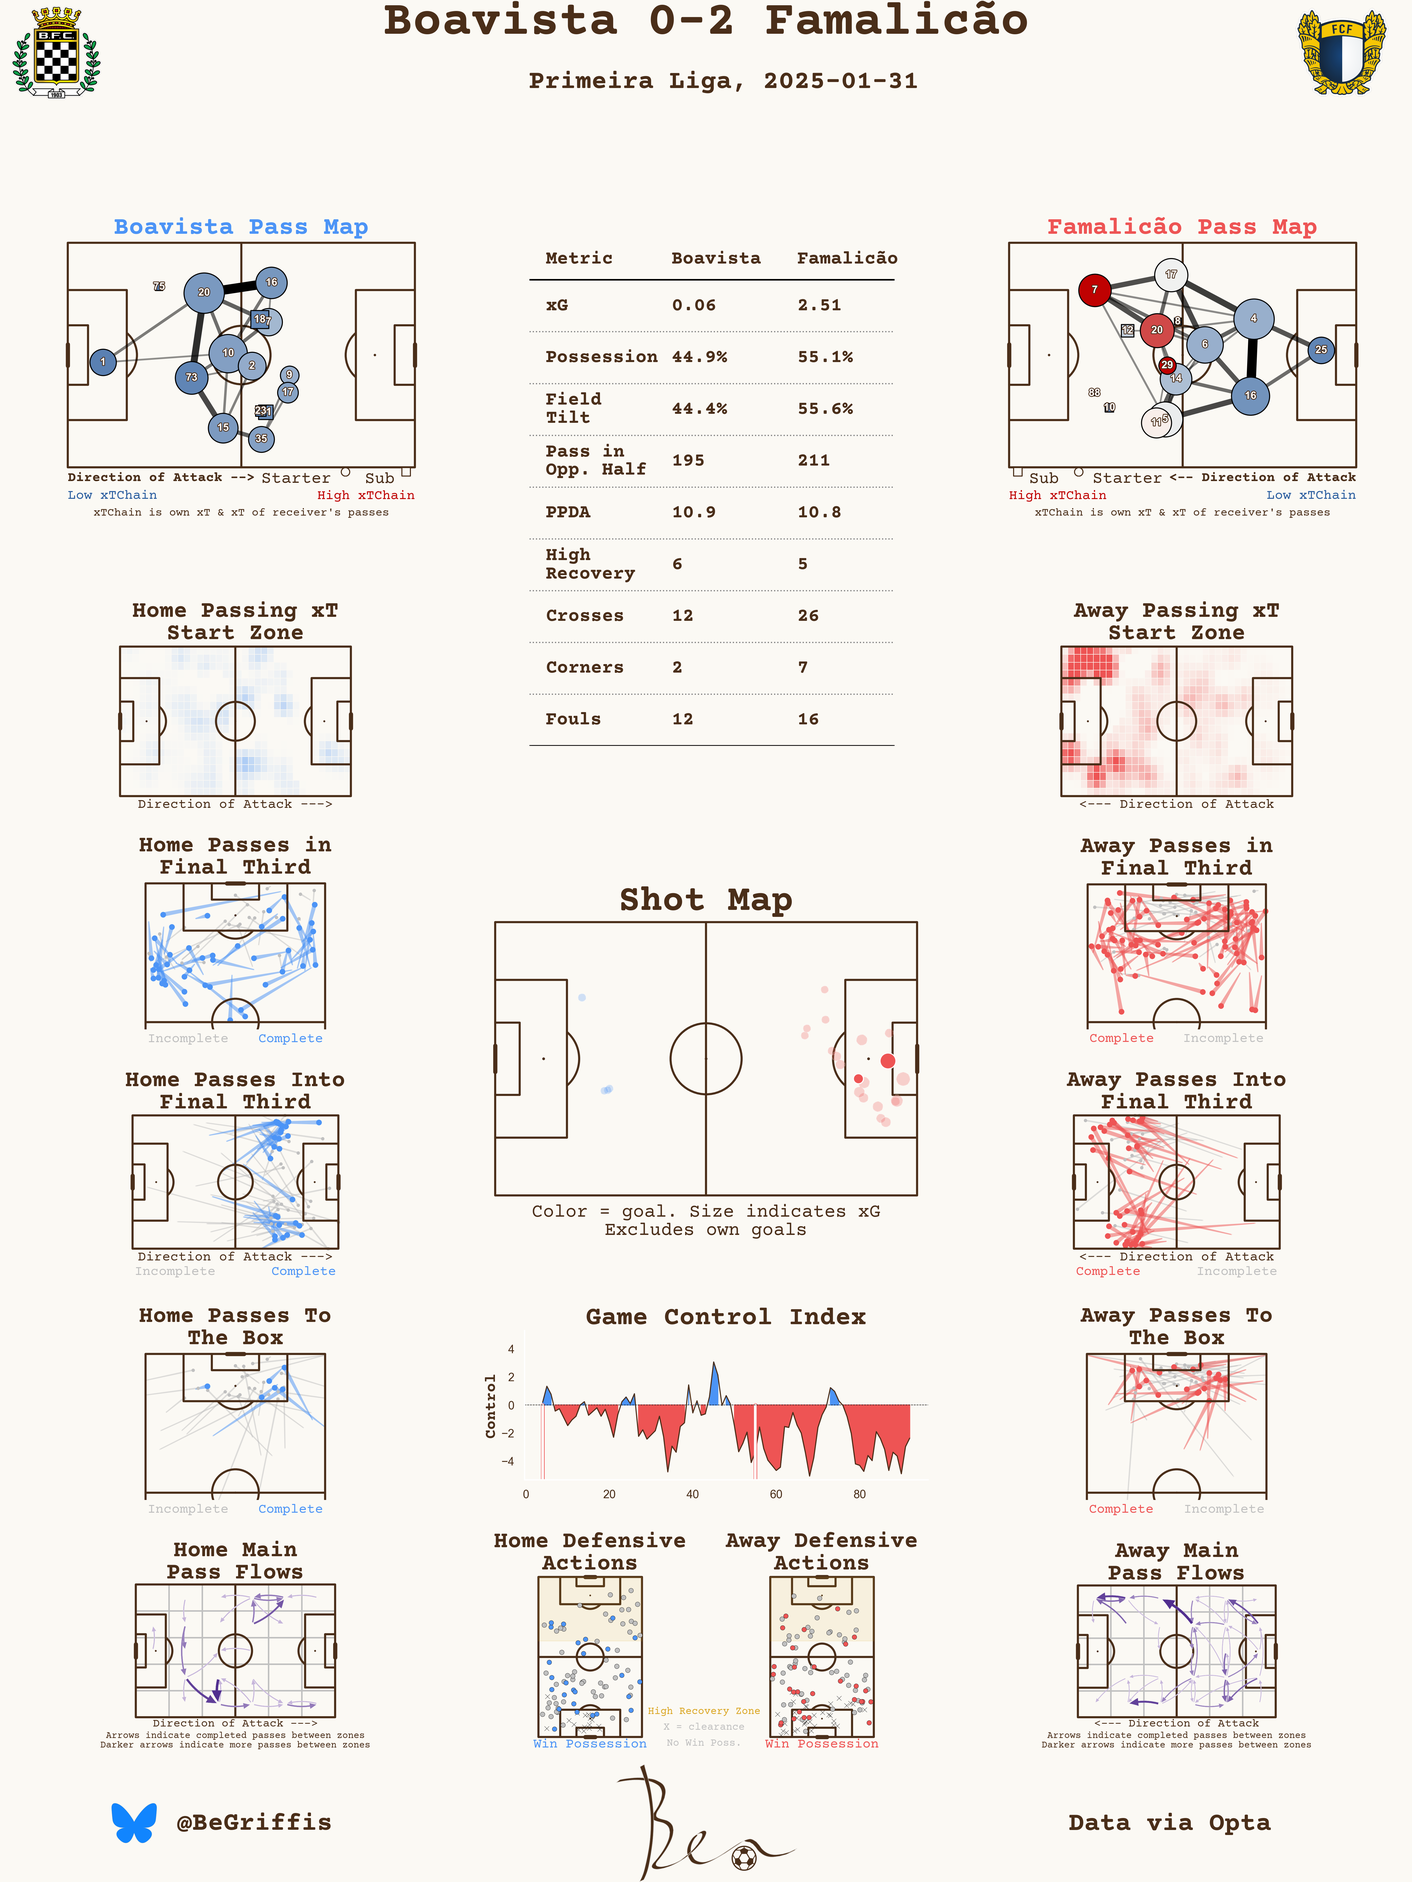 Boavista 0-2 Famalicão
Primeira Liga, 2025-01-31
B.F.C.
1903
FCF
Boavista Pass Map
75
20
16
18
7
1
10
2
73
9
17
23
15
35
Direction of Attack --> Starter Sub
Low xTChain High xTChain
xTChain is own xT & xT of receiver's passes
Metric Boavista Famalicão
xG 0.06 2.51
Possession 44.9% 55.1%
Field
Tilt 44.4% 55.6%
Pass in
Opp. Half 195 211
PPDA 10.9 10.8
High
Recovery 6 5
Crosses 12 26
Corners 2 7
Fouls 12 16
Famalicão Pass Map
7
17
12
20
8
4
6
25
29
14
88
10
16
11
5
Sub Starter <-- Direction of Attack
High xTChain Low xTChain
xTChain is own xT & xT of receiver's passes
Home Passing xT
Start Zone
Direction of Attack --->
Away Passing xT
Start Zone
<--- Direction of Attack
Home Passes in
Final Third
Incomplete Complete
Away Passes in
Final Third
Complete Incomplete
Shot Map
Color = goal. Size indicates xG
Excludes own goals
Home Passes Into
Final Third
Direction of Attack --->
Incomplete Complete
Away Passes Into
Final Third
<--- Direction of Attack
Complete Incomplete
Home Passes To
The Box
Incomplete Complete
Game Control Index
Control
4
2
0
−2
−4
0 20 40 60 80
Away Passes To
The Box
Complete Incomplete
Home Main
Pass Flows
Direction of Attack --->
Arrows indicate completed passes between zones
Darker arrows indicate more passes between zones
Home Defensive
Actions
Win Possession
Away Defensive
Actions
Win Possession
High Recovery Zone
X = clearance
No Win Poss.
Away Main
Pass Flows
<--- Direction of Attack
Arrows indicate completed passes between zones
Darker arrows indicate more passes between zones
@BeGriffis
Ben
Data via Opta